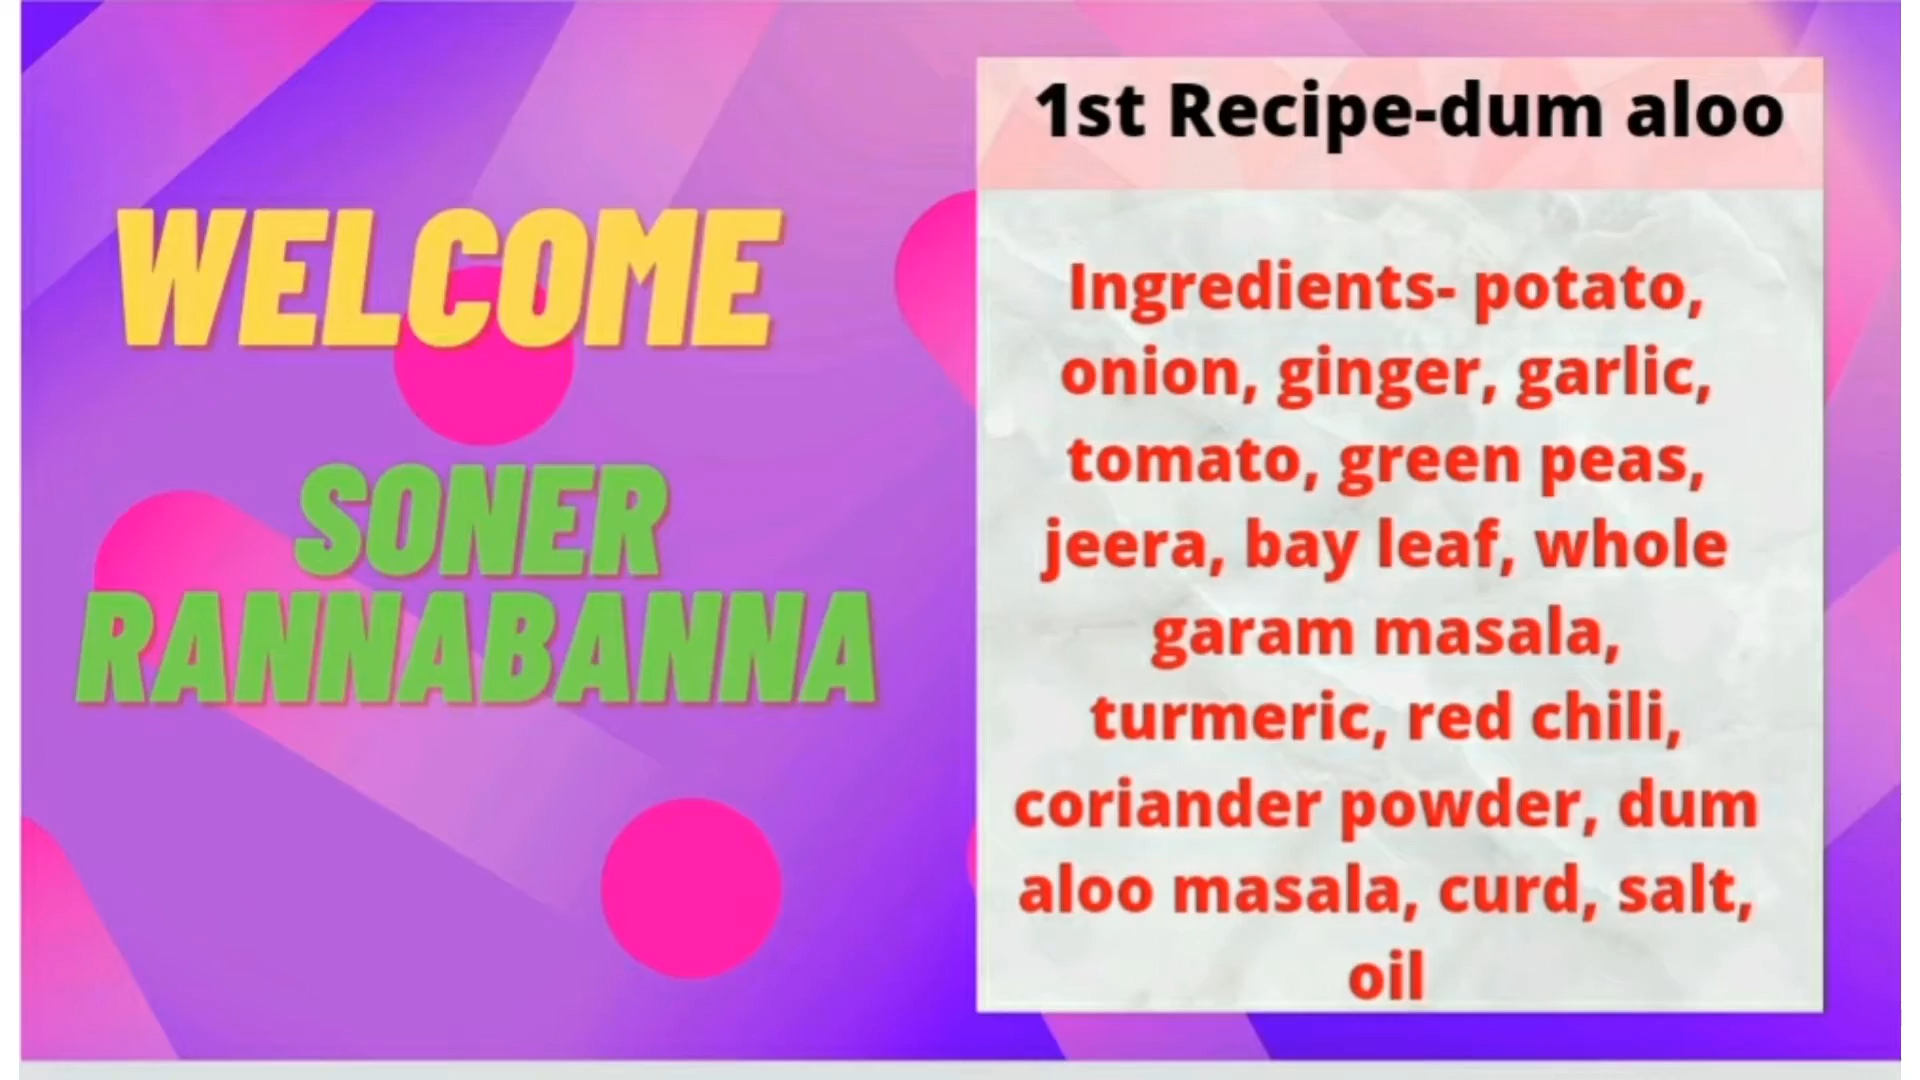 WELCOME
SONER
RANNABANNA
1st Recipe-dum aloo
Ingredients- potato,
onion, ginger, garlic,
tomato, green peas,
jeera, bay leaf, whole
garam masala,
turmeric, red chili,
coriander powder, dum
aloo masala, curd, salt,
oil